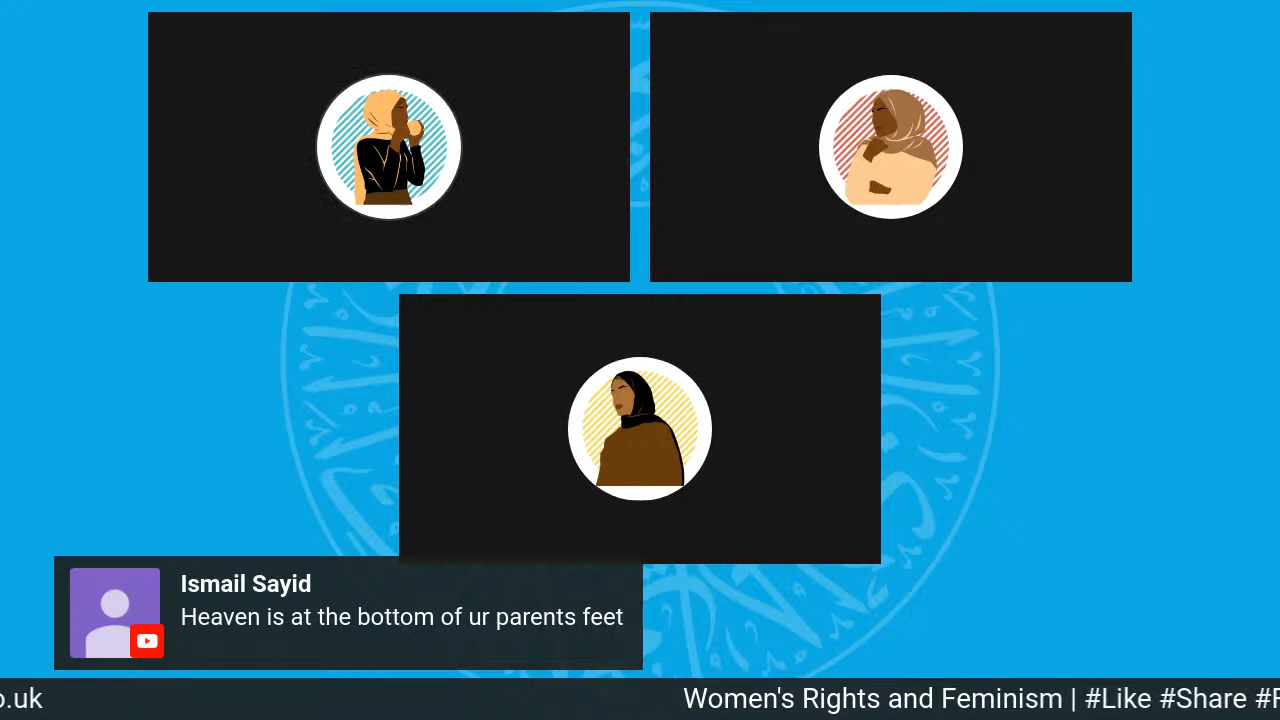 Ismail Sayid
Heaven is at the bottom of ur parents feet
o.uk
Women's Rights and Feminism | #Like #Share #F